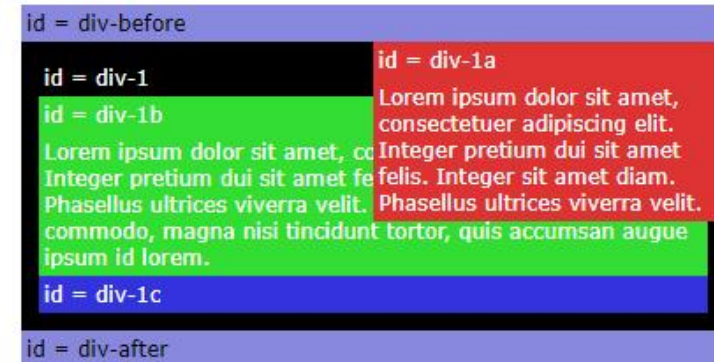 id = div-before
id = div-1
id = div-1a
Lorem ipsum dolor sit amet,
consectetuer adipiscing elit.
Integer pretium dui sit amet
felis. Integer sit amet diam.
Phasellus ultrices viverra velit.
id = div-1b
Lorem ipsum dolor sit amet,
Integer pretium dui sit amet
Phasellus ultrices viverra velit.
commodo, magna nisi tincidunt tortor, quis accumsan augue
ipsum id lorem.
id = div-1c
id = div-after